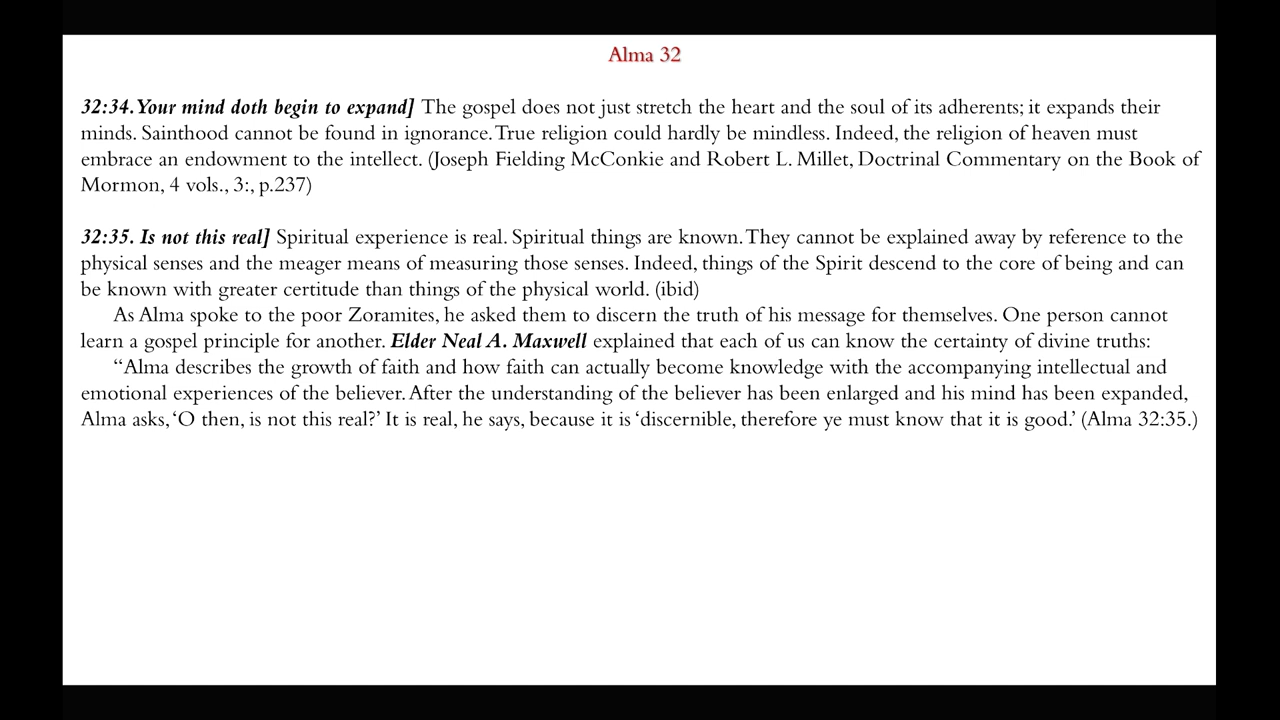 Alma 32
32:34. Your mind doth begin to expand] The gospel does not just stretch the heart and the soul of its adherents; it expands their
minds. Sainthood cannot be found in ignorance. True religion could hardly be mindless. Indeed, the religion of heaven must
embrace an endowment to the intellect. (Joseph Fielding McConkie and Robert L. Millet, Doctrinal Commentary on the Book of
Mormon, 4 vols., 3:, p.237)
32:35. Is not this real] Spiritual experience is real. Spiritual things are known. They cannot be explained away by reference to the
physical senses and the meager means of measuring those senses. Indeed, things of the Spirit descend to the core of being and can
be known with greater certitude than things of the physical world. (ibid)
As Alma spoke to the poor Zoramites, he asked them to discern the truth of his message for themselves. One person cannot
learn a gospel principle for another. Elder Neal A. Maxwell explained that each of us can know the certainty of divine truths:
“Alma describes the growth of faith and how faith can actually become knowledge with the accompanying intellectual and
emotional experiences of the believer. After the understanding of the believer has been enlarged and his mind has been expanded,
Alma asks, ‘O then, is not this real?’ It is real, he says, because it is ‘discernible, therefore ye must know that it is good.’ (Alma 32:35.)